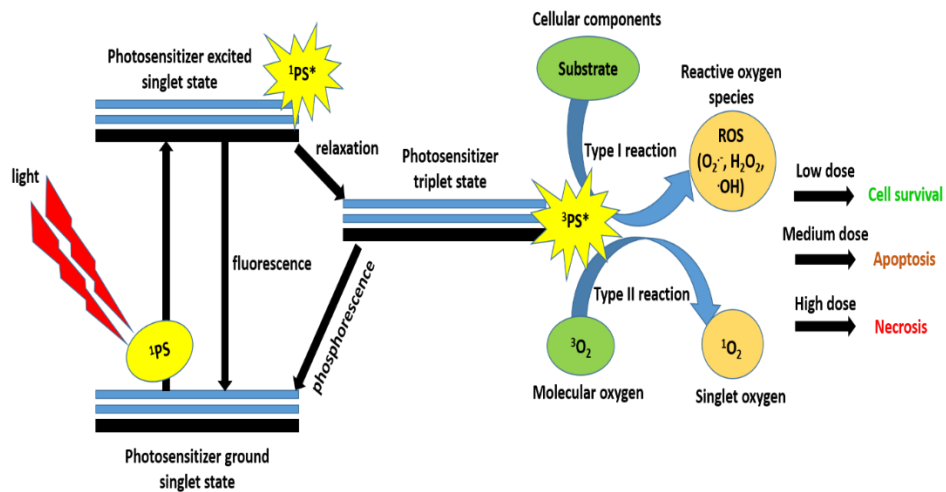 Photosensitizer excited
singlet state
¹PS*
light
fluorescence
¹PS
Photosensitizer ground
singlet state
relaxation
Photosensitizer
triplet state
³PS*
phosphorescence
Cellular components
Substrate
Type I reaction
Reactive oxygen
species
ROS
(O₂·⁻, H₂O₂,
·OH)
Type II reaction
³O₂
Molecular oxygen
¹O₂
Singlet oxygen
Low dose
Cell survival
Medium dose
Apoptosis
High dose
Necrosis